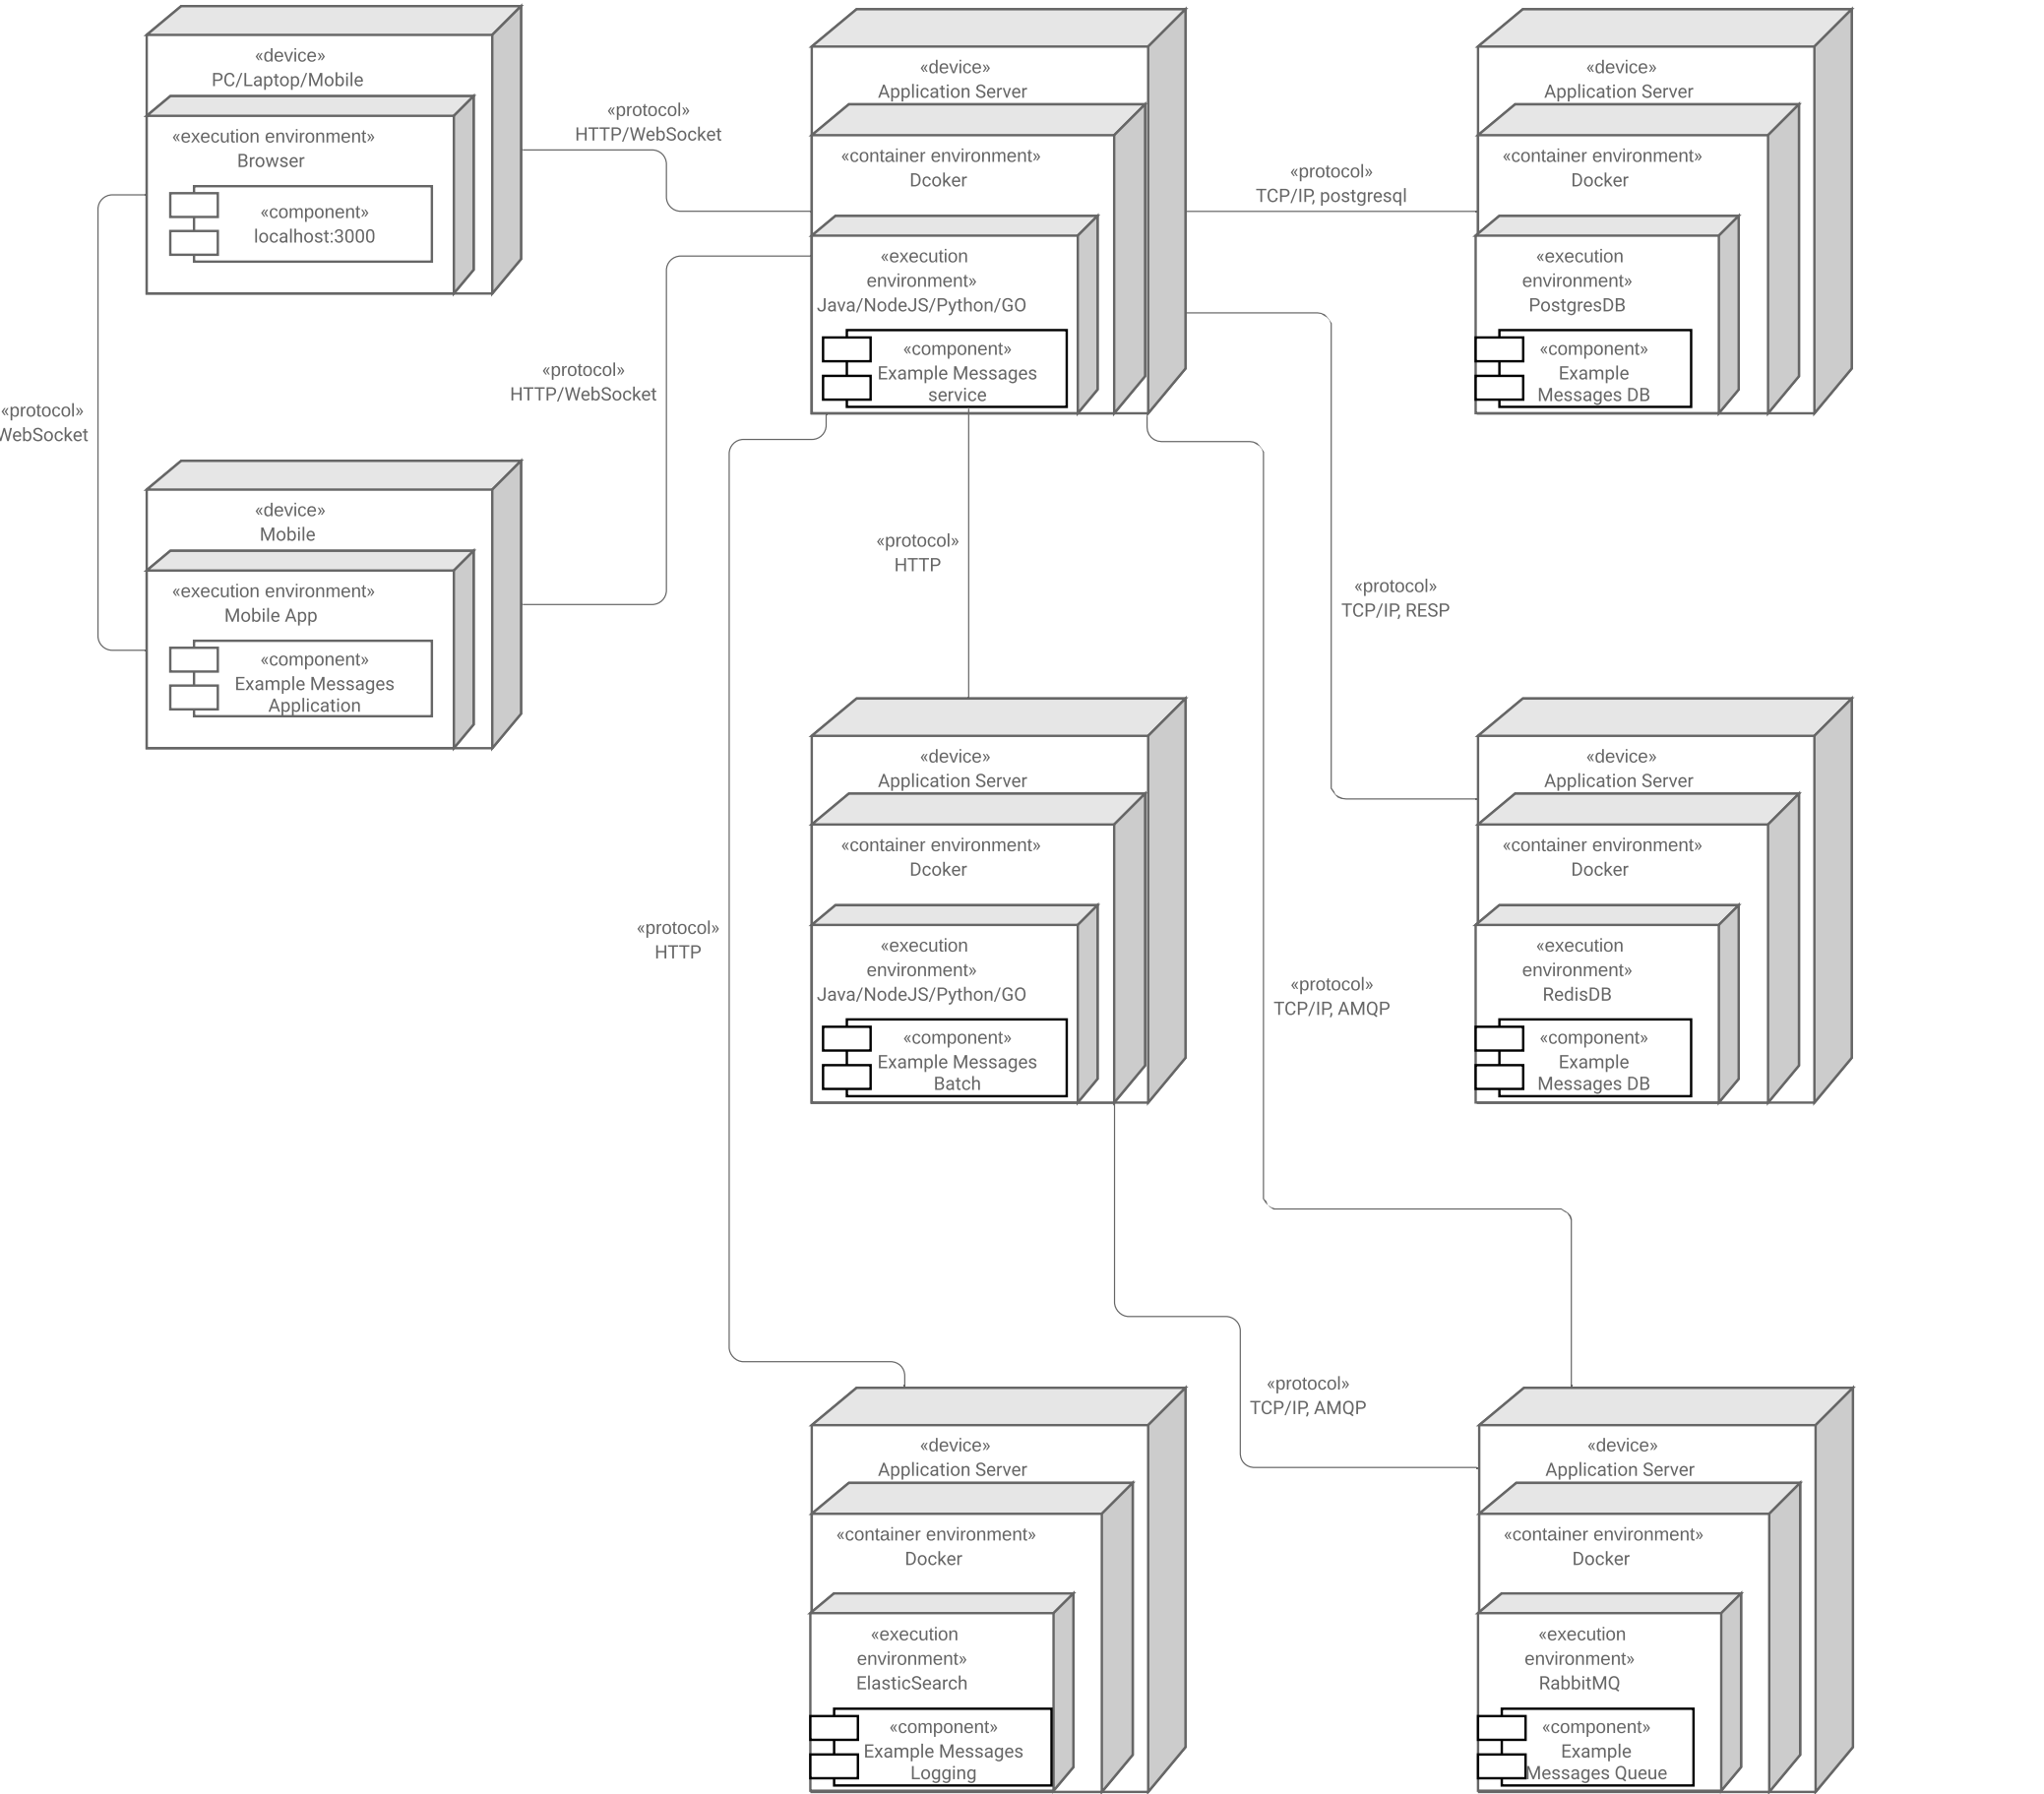 «device»
PC/Laptop/Mobile
«execution environment»
Browser
«component»
localhost:3000
«protocol»
HTTP/WebSocket
«device»
Application Server
«container environment»
Dcoker
«execution
environment»
Java/NodeJS/Python/GO
«component»
Example Messages
service
«protocol»
TCP/IP, postgresql
«device»
Application Server
«container environment»
Docker
«execution
environment»
PostgresDB
«component»
Example
Messages DB
«protocol»
WebSocket
«protocol»
HTTP/WebSocket
«device»
Mobile
«execution environment»
Mobile App
«component»
Example Messages
Application
«protocol»
HTTP
«protocol»
TCP/IP, RESP
«device»
Application Server
«container environment»
Dcoker
«execution
environment»
Java/NodeJS/Python/GO
«component»
Example Messages
Batch
«device»
Application Server
«container environment»
Docker
«execution
environment»
RedisDB
«component»
Example
Messages DB
«protocol»
HTTP
«protocol»
TCP/IP, AMQP
«protocol»
TCP/IP, AMQP
«device»
Application Server
«container environment»
Docker
«execution
environment»
ElasticSearch
«component»
Example Messages
Logging
«device»
Application Server
«container environment»
Docker
«execution
environment»
RabbitMQ
«component»
Example
Messages Queue